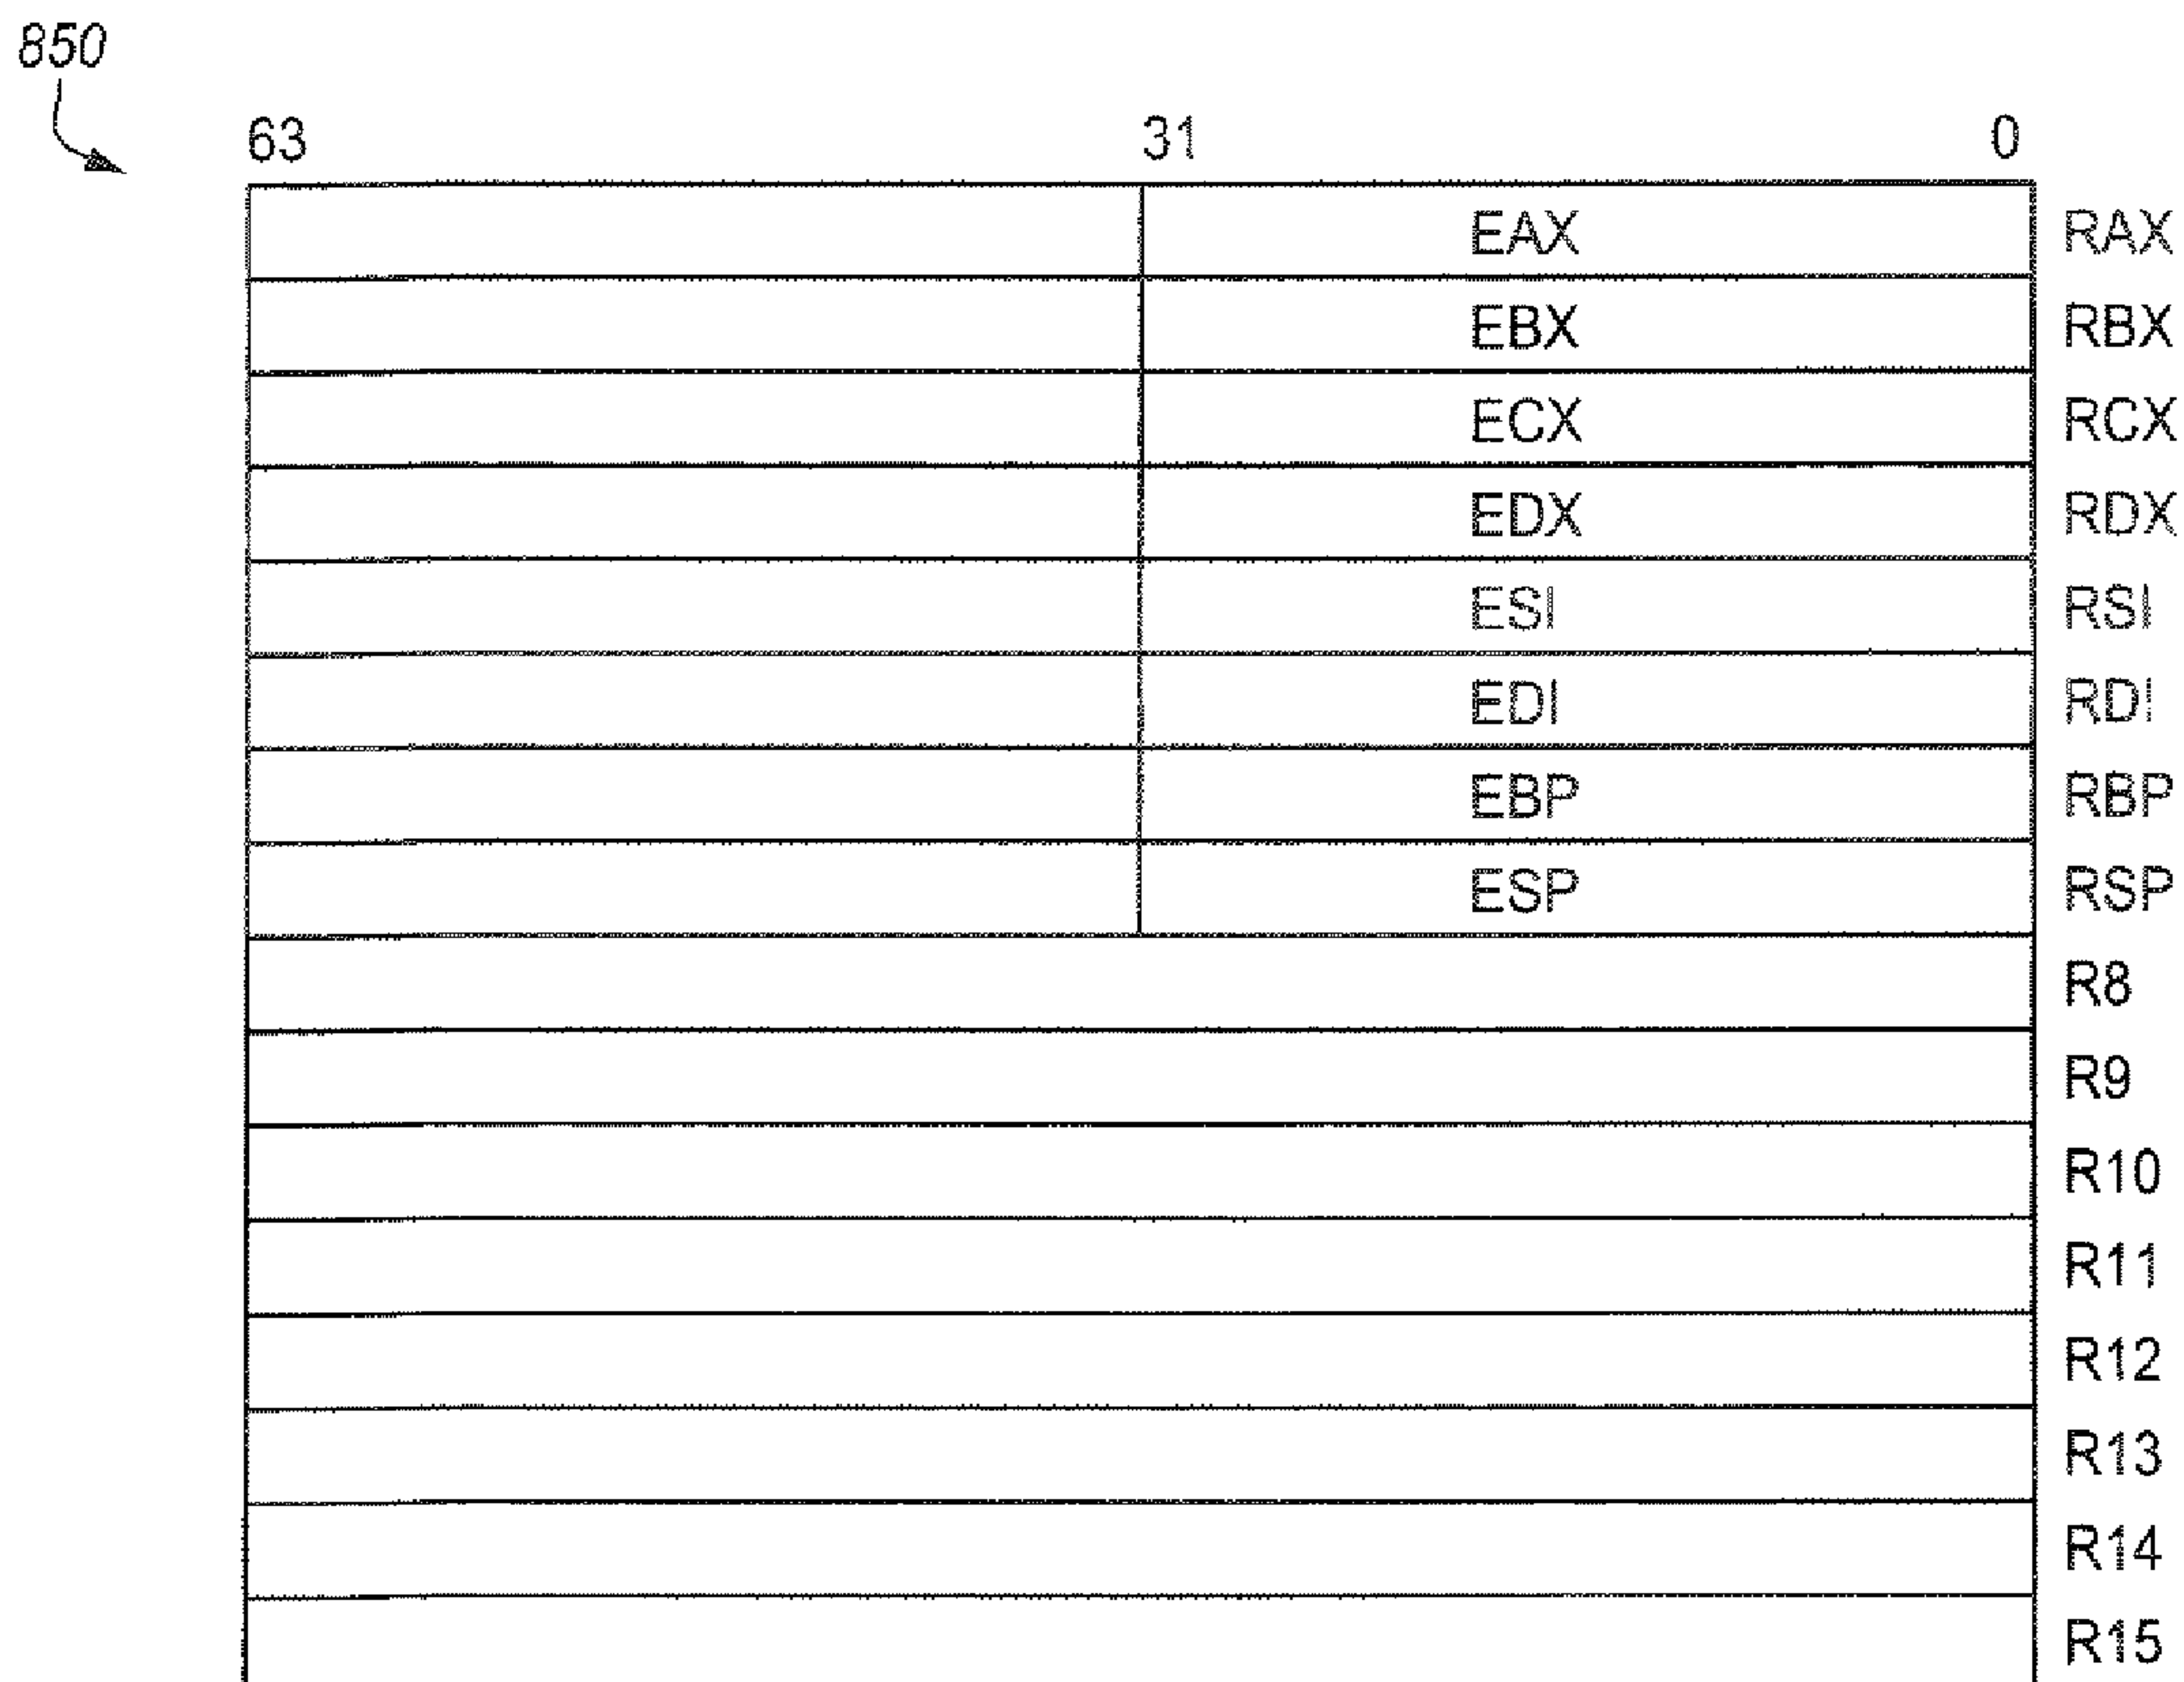 850
63 31 0
EAX RAX
EBX RBX
ECX RCX
EDX RDX
ESI RSI
EDI RDI
EBP RBP
ESP RSP
R8
R9
R10
R11
R12
R13
R14
R15